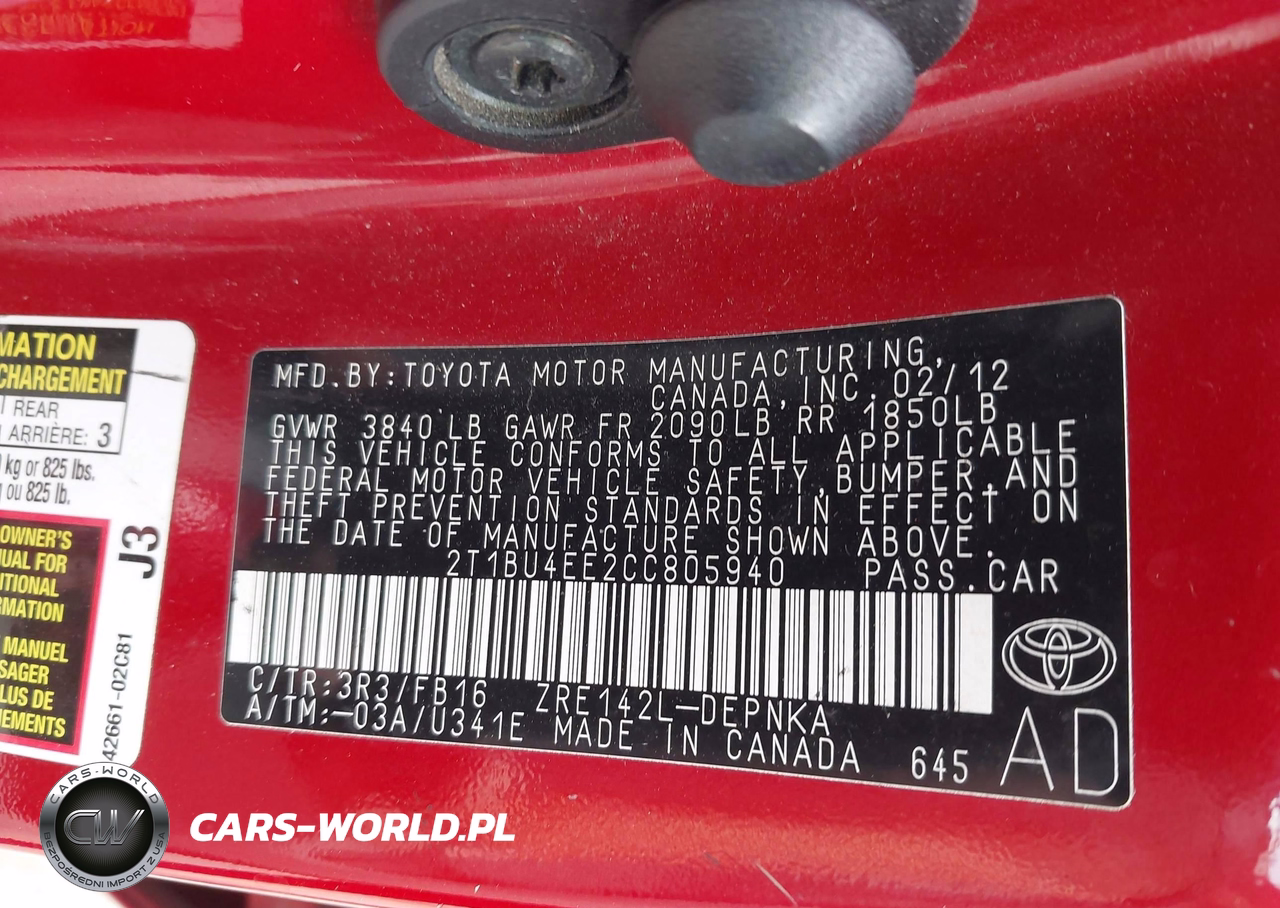 MFD.BY:TOYOTA MOTOR MANUFACTURING,
CANADA,INC.02/12
GVWR 3840LB GAWR FR 2090LB RR 1850LB
THIS VEHICLE CONFORMS TO ALL APPLICABLE
FEDERAL MOTOR VEHICLE SAFETY,BUMPER,AND
THEFT PREVENTION STANDARDS IN EFFECT ON
THE DATE OF MANUFACTURE SHOWN ABOVE.
2T1BU4EE2CC805940 PASS.CAR
C/TR:3R3/FB16 ZRE142L-DEPNKA
A/TM:-03A/U341E MADE IN CANADA 645
AD
MATION
CHARGEMENT
REAR
ARRIÈRE: 3
kg or 825 lbs.
ou 825 lb.
OWNER'S
UAL FOR
ITIONAL
RMATION
MANUEL
SAGER
LUS DE
NEMENTS
J3
42661-02C81
CARS-WORLD
CW
BEZPOŚREDNI IMPORT Z USA
CARS-WORLD.PL